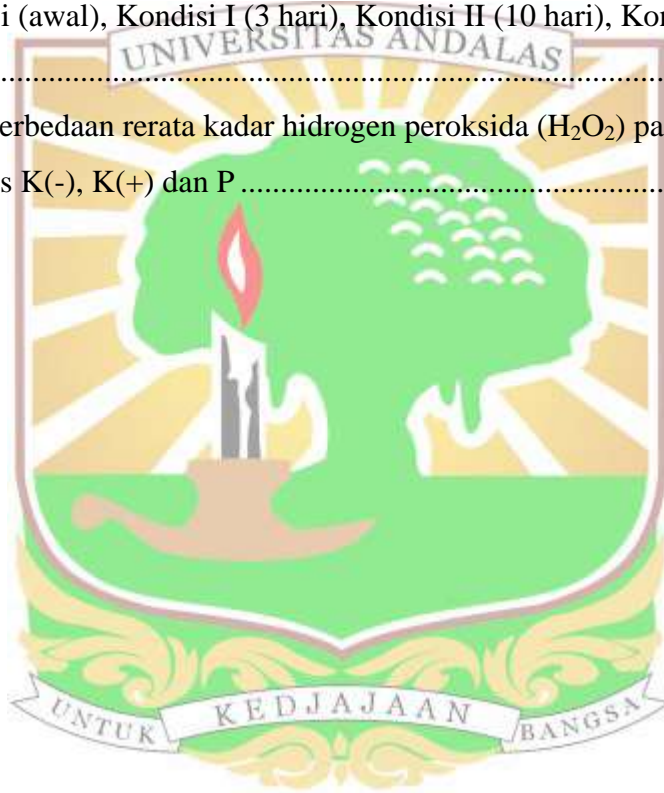 i (awal), Kondisi I (3 hari), Kondisi II (10 hari), Kon
UNIVERSITAS ANDALAS
................................................................................
erbedaan rerata kadar hidrogen peroksida (H₂O₂) pa
s K(-), K(+) dan P ................................................
UNTUK KEDJAJAAN BANGSA